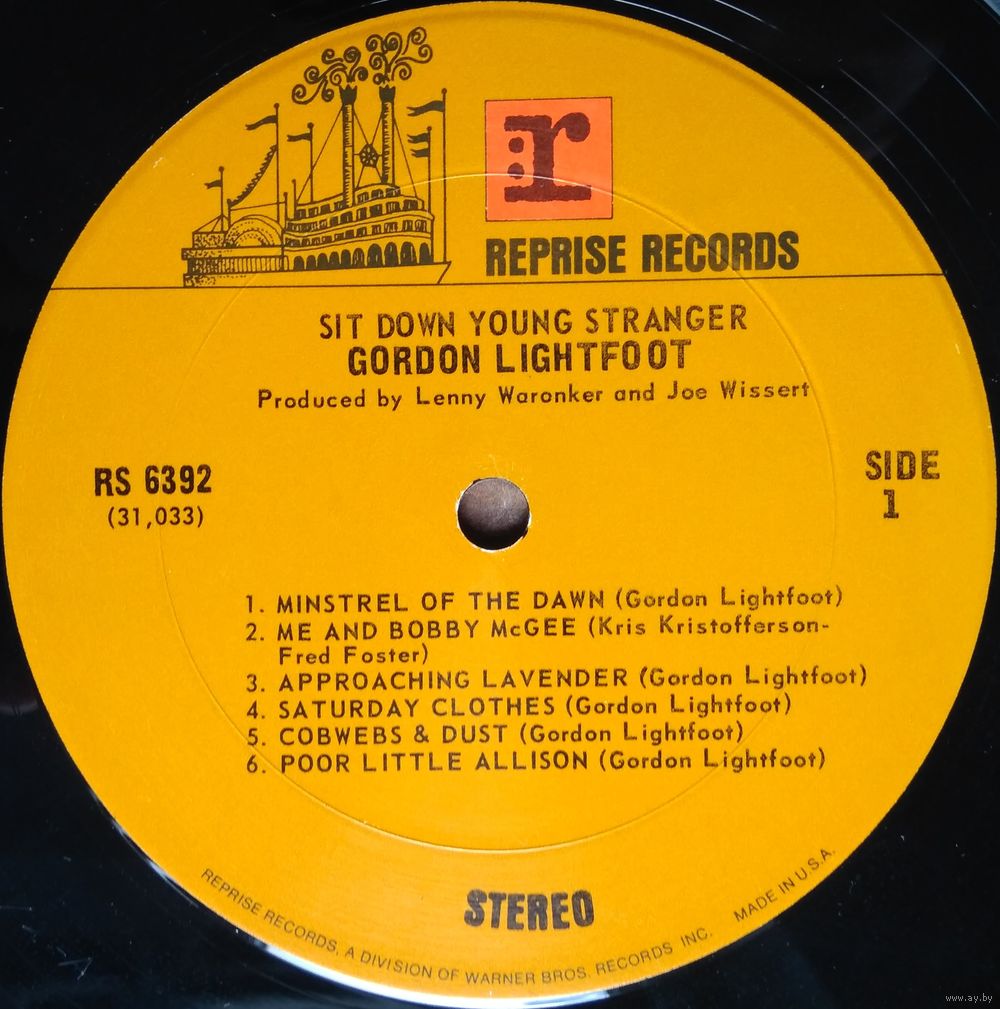 r:
REPRISE RECORDS
SIT DOWN YOUNG STRANGER
GORDON LIGHTFOOT
Produced by Lenny Waronker and Joe Wissert
RS 6392
(31,033)
SIDE
1
1. MINSTREL OF THE DAWN (Gordon Lightfoot)
2. ME AND BOBBY McGEE (Kris Kristofferson-
Fred Foster)
3. APPROACHING LAVENDER (Gordon Lightfoot)
4. SATURDAY CLOTHES (Gordon Lightfoot)
5. COBWEBS & DUST (Gordon Lightfoot)
6. POOR LITTLE ALLISON (Gordon Lightfoot)
STEREO
REPRISE RECORDS, A DIVISION OF WARNER BROS. RECORDS INC. MADE IN U.S.A.
www.ay.by